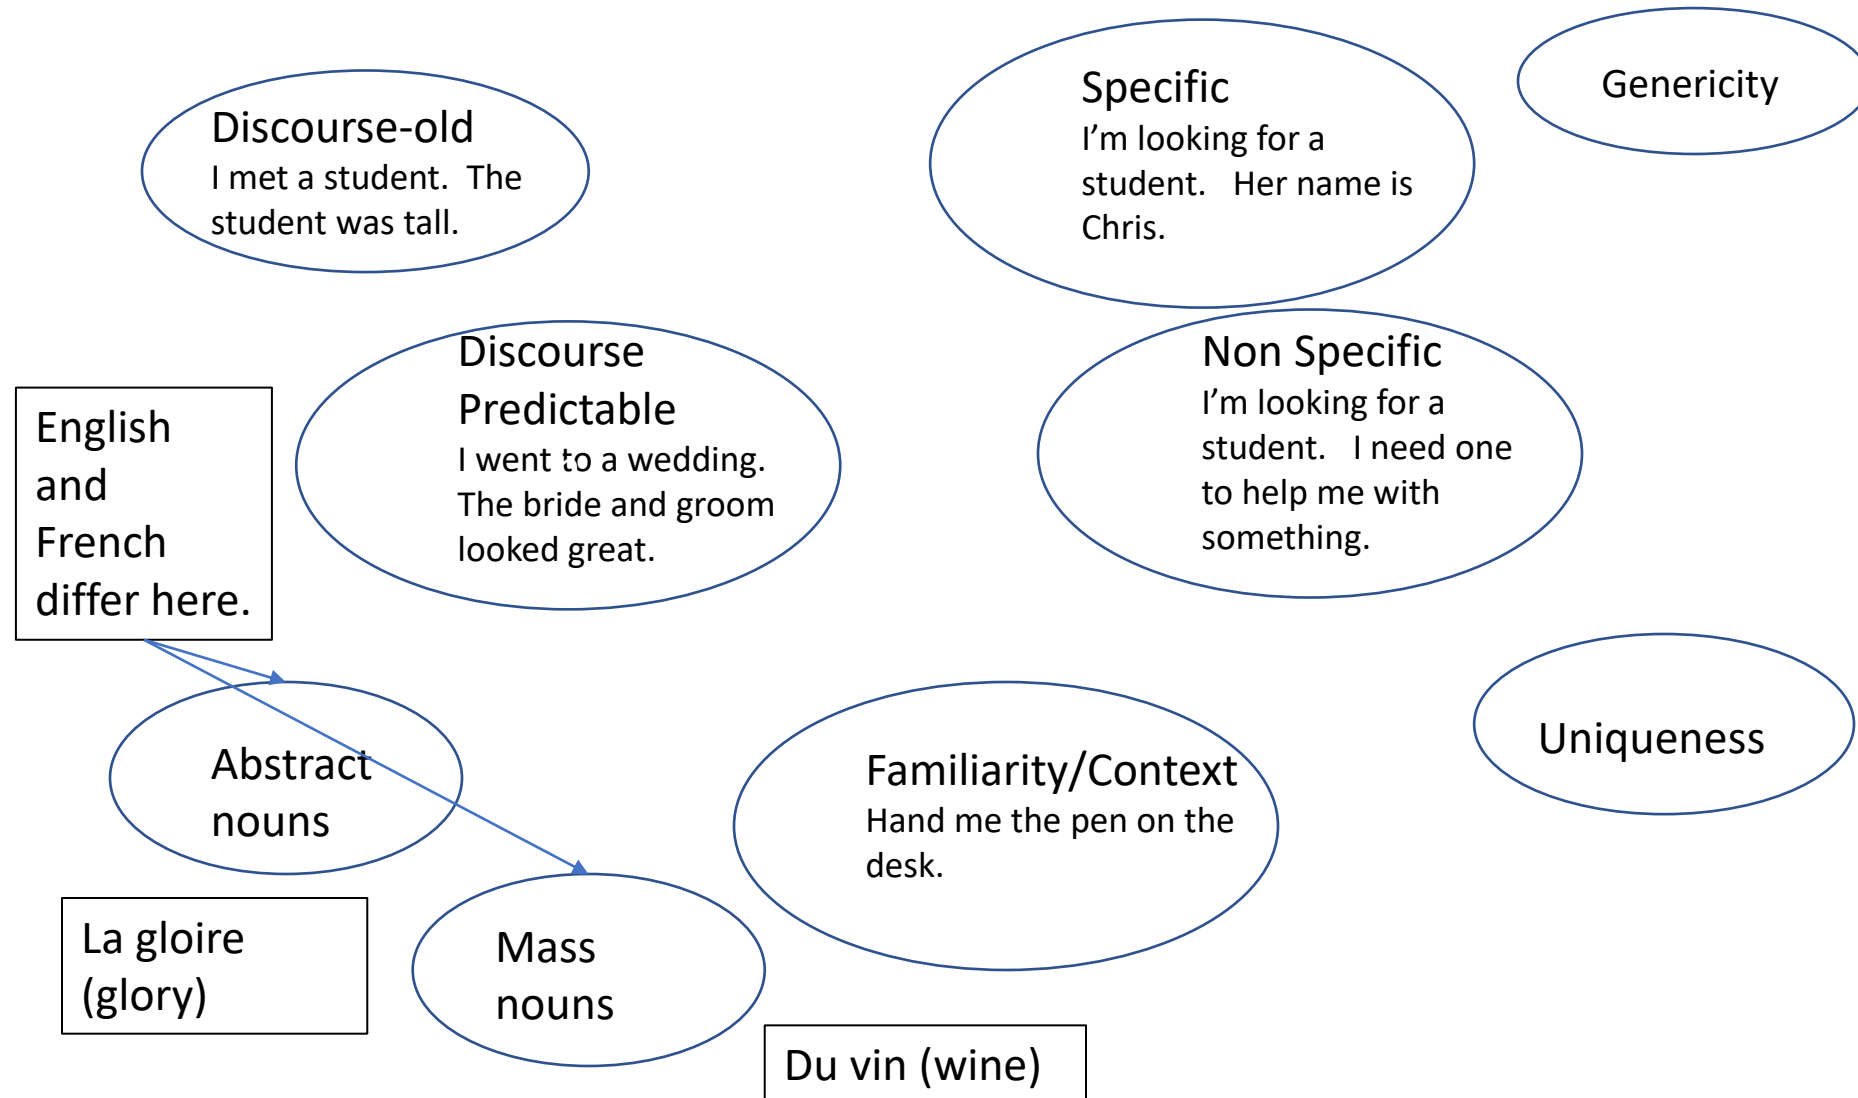 Discourse-old
I met a student.  The
student was tall.
Specific
I'm looking for a
student.   Her name is
Chris.
Genericity
English
and
French
differ here.
Discourse
Predictable
I went to a wedding.
The bride and groom
looked great.
Non Specific
I'm looking for a
student.   I need one
to help me with
something.
Abstract
nouns
La gloire
(glory)
Mass
nouns
Du vin (wine)
Familiarity/Context
Hand me the pen on the
desk.
Uniqueness